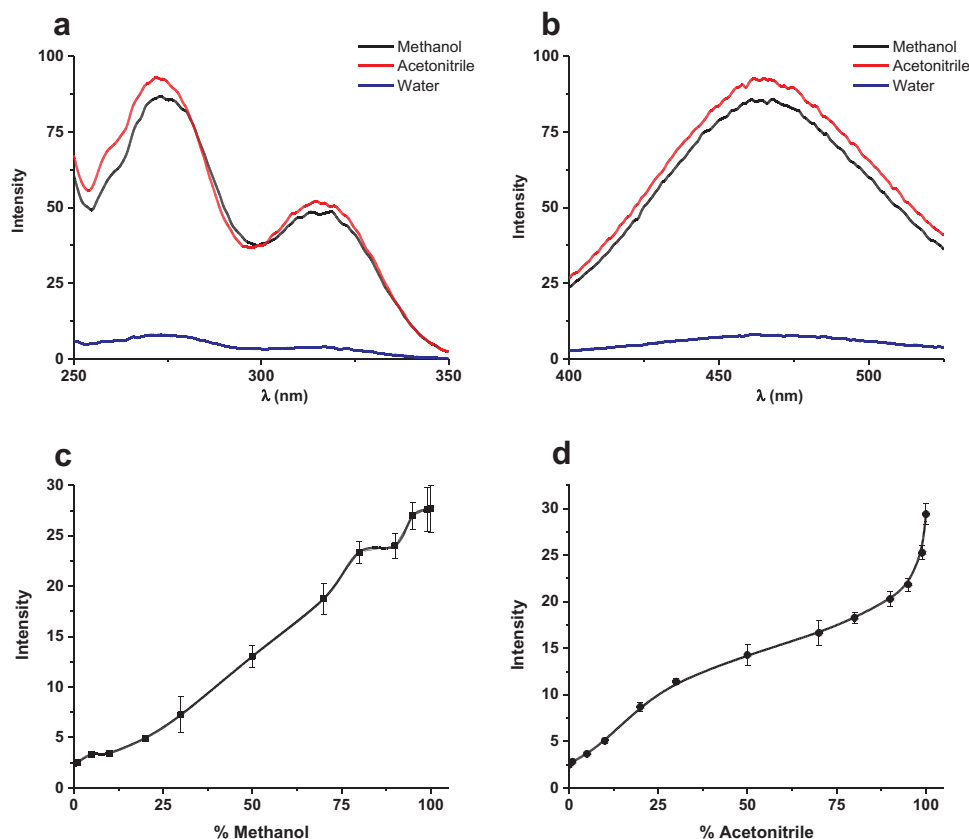 a
Methanol
Acetonitrile
Water
100
75
50
25
0
Intensity
250
300
350
λ (nm)
b
Methanol
Acetonitrile
Water
100
75
50
25
0
Intensity
400
450
500
λ (nm)
c
30
25
20
15
10
5
0
Intensity
0
25
50
75
100
% Methanol
d
30
25
20
15
10
5
0
Intensity
0
25
50
75
100
% Acetonitrile